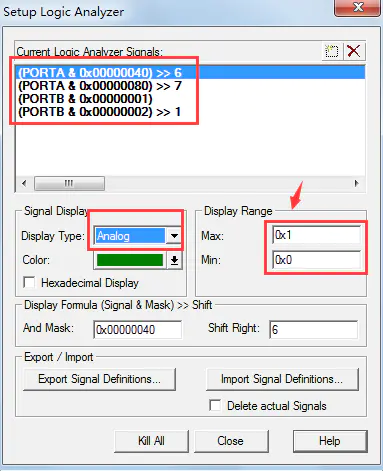 Setup Logic Analyzer
Current Logic Analyzer Signals:
(PORTA & 0x00000040) >> 6
(PORTA & 0x00000080) >> 7
(PORTB & 0x00000001)
(PORTB & 0x00000002) >> 1
Signal Display
Display Type: Analog
Color:
Hexadecimal Display
Display Range
Max: 0x1
Min: 0x0
Display Formula (Signal & Mask) >> Shift
And Mask: 0x00000040 Shift Right: 6
Export / Import
Export Signal Definitions... Import Signal Definitions...
Delete actual Signals
Kill All Close Help